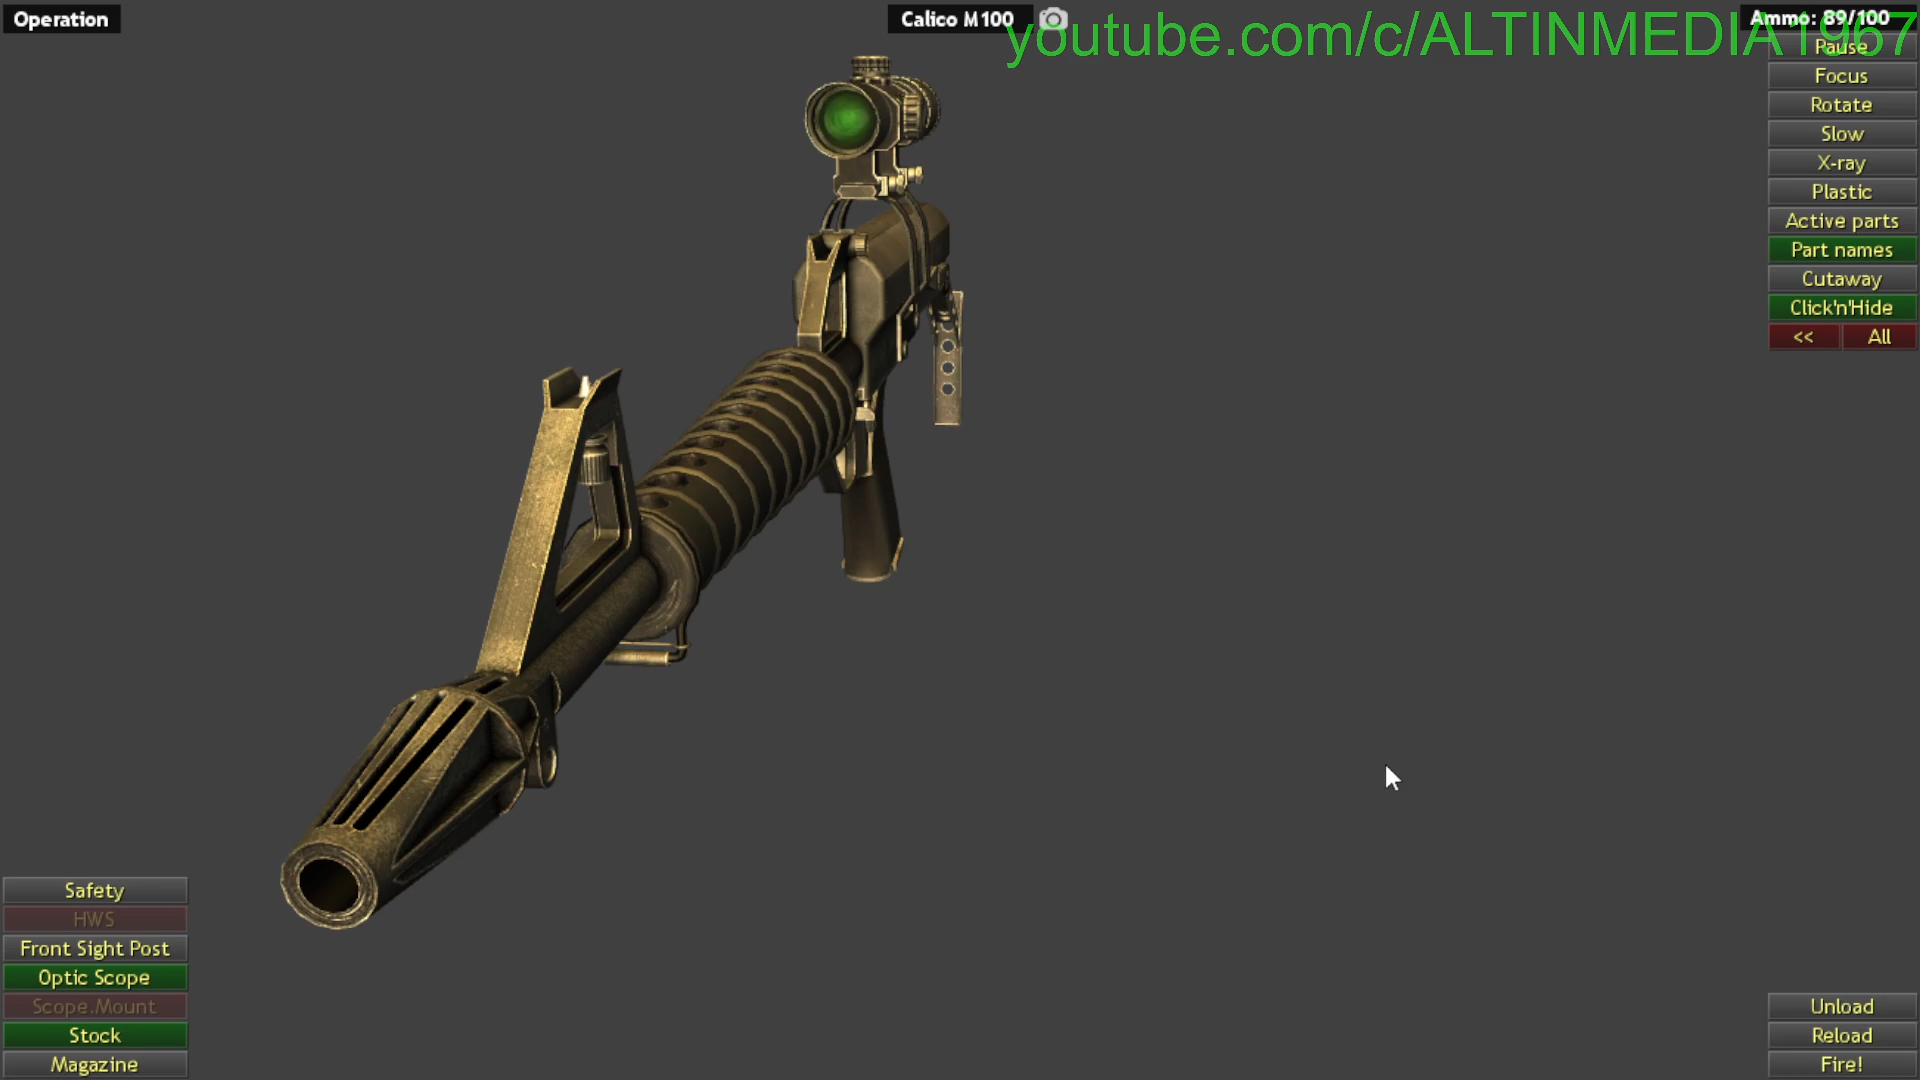 Operation
Calico M100
Ammo: 89/100
youtube.com/c/ALTINMEDIA1967
Pause
Focus
Rotate
Slow
X-ray
Plastic
Active parts
Part names
Cutaway
Click'n'Hide
<< All
Safety
HWS
Front Sight Post
Optic Scope
Scope.Mount
Stock
Magazine
Unload
Reload
Fire!